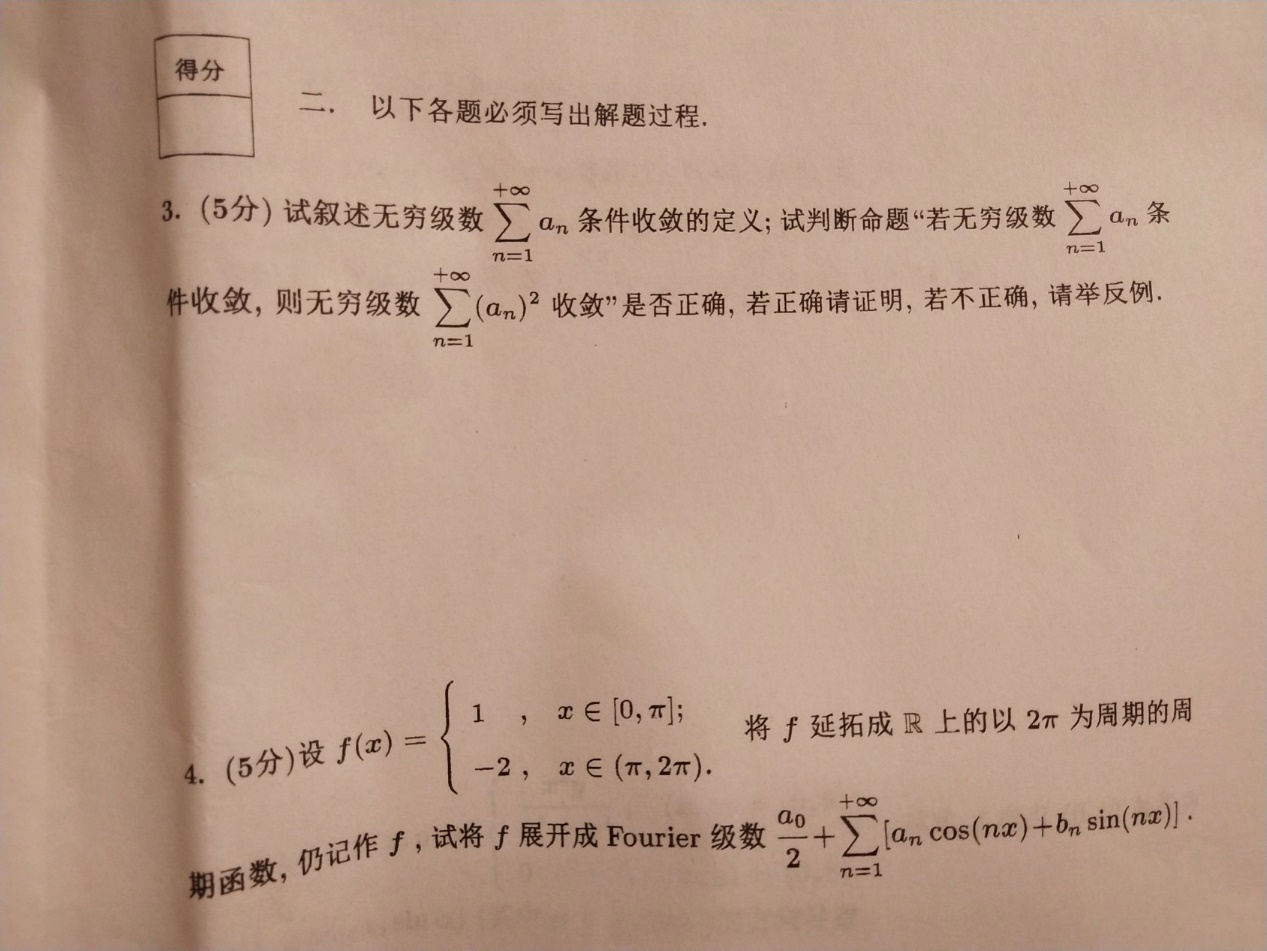 得分
二. 以下各题必须写出解题过程.
3. (5分) 试叙述无穷级数 $\sum_{n=1}^{+\infty} a_n$ 条件收敛的定义; 试判断命题“若无穷级数 $\sum_{n=1}^{+\infty} a_n$ 条
件收敛, 则无穷级数 $\sum_{n=1}^{+\infty} (a_n)^2$ 收敛”是否正确, 若正确请证明, 若不正确, 请举反例.
4. (5分)设 $f(x) = \begin{cases} 1, & x \in [0, \pi]; \\ -2, & x \in (\pi, 2\pi). \end{cases}$ 将 $f$ 延拓成 $\mathbb{R}$ 上的以 $2\pi$ 为周期的周
期函数, 仍记作 $f$, 试将 $f$ 展开成 Fourier 级数 $\frac{a_0}{2} + \sum_{n=1}^{+\infty} [a_n \cos(nx) + b_n \sin(nx)]$.